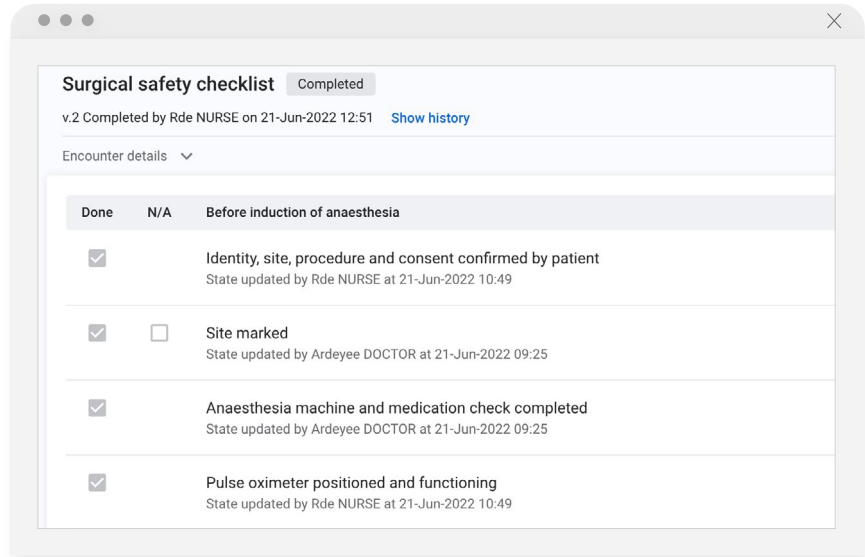 Surgical safety checklist Completed
v.2 Completed by Rde NURSE on 21-Jun-2022 12:51 Show history
Encounter details
Done N/A Before induction of anaesthesia
Identity, site, procedure and consent confirmed by patient
State updated by Rde NURSE at 21-Jun-2022 10:49
Site marked
State updated by Ardeyee DOCTOR at 21-Jun-2022 09:25
Anaesthesia machine and medication check completed
State updated by Ardeyee DOCTOR at 21-Jun-2022 09:25
Pulse oximeter positioned and functioning
State updated by Rde NURSE at 21-Jun-2022 10:49